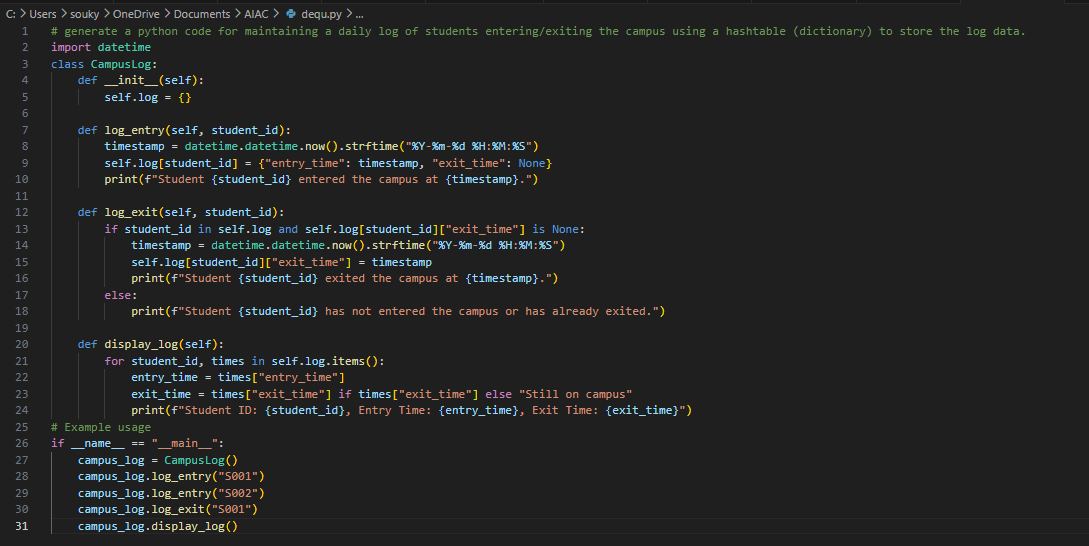 C: > Users > souky > OneDrive > Documents > AIAC > dequ.py > ...
1 # generate a python code for maintaining a daily log of students entering/exiting the campus using a hashtable (dictionary) to store the log data.
2 import datetime
3 class CampusLog:
4     def __init__(self):
5         self.log = {}
6
7     def log_entry(self, student_id):
8         timestamp = datetime.datetime.now().strftime("%Y-%m-%d %H:%M:%S")
9         self.log[student_id] = {"entry_time": timestamp, "exit_time": None}
10         print(f"Student {student_id} entered the campus at {timestamp}.")
11
12     def log_exit(self, student_id):
13         if student_id in self.log and self.log[student_id]["exit_time"] is None:
14             timestamp = datetime.datetime.now().strftime("%Y-%m-%d %H:%M:%S")
15             self.log[student_id]["exit_time"] = timestamp
16             print(f"Student {student_id} exited the campus at {timestamp}.")
17         else:
18             print(f"Student {student_id} has not entered the campus or has already exited.")
19
20     def display_log(self):
21         for student_id, times in self.log.items():
22             entry_time = times["entry_time"]
23             exit_time = times["exit_time"] if times["exit_time"] else "Still on campus"
24             print(f"Student ID: {student_id}, Entry Time: {entry_time}, Exit Time: {exit_time}")
25 # Example usage
26 if __name__ == "__main__":
27     campus_log = CampusLog()
28     campus_log.log_entry("S001")
29     campus_log.log_entry("S002")
30     campus_log.log_exit("S001")
31     campus_log.display_log()